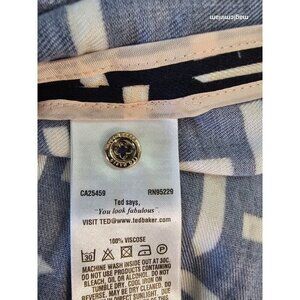 magicmixiam
CA25459 RN95229
Ted says,
"You look fabulous"
VISIT TED@www.tedbaker.com
100% VISCOSE
30
MACHINE WASH INSIDE OUT AT 30C.
DO NOT USE PRODUCTS CONTAINING
BLEACH, OIL OR ALCOHOL. DO NOT
TUMBLE DRY. COOL IRON ON
REVERSE. MAY BE DRY CLEANED. DO